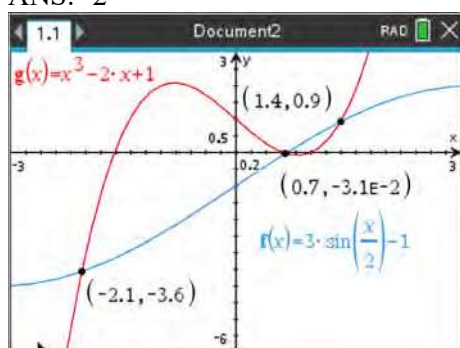 ANS: 2
1.1 Document2 RAD
g(x)=x³-2·x+1
3 y
(1.4,0.9)
0.5
x
-3 0.2 3
(0.7,-3.1E-2)
f(x)=3·sin(x/2)-1
(-2.1,-3.6)
-6